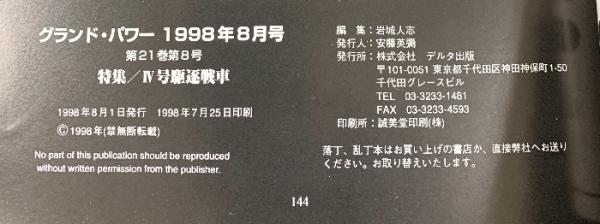 グランド・パワー 1998年8月号
第21巻第8号
特集／Ⅳ号駆逐戦車
1998年8月1日発行 1998年7月25日印刷
©1998年(禁無断転載)
No part of this publication should be reproduced
without written permission from the publisher.
編 集：岩城人志
発行人：安藤英彌
発行所：株式会社 デルタ出版
〒101-0051 東京都千代田区神田神保町1-50
千代田グレースビル
TEL 03-3233-1481
FAX 03-3233-4593
印刷所：誠美堂印刷(株)
落丁、乱丁本はお買い上げの書店か、直接弊社へお送り
ください。お取り替えいたします。
144